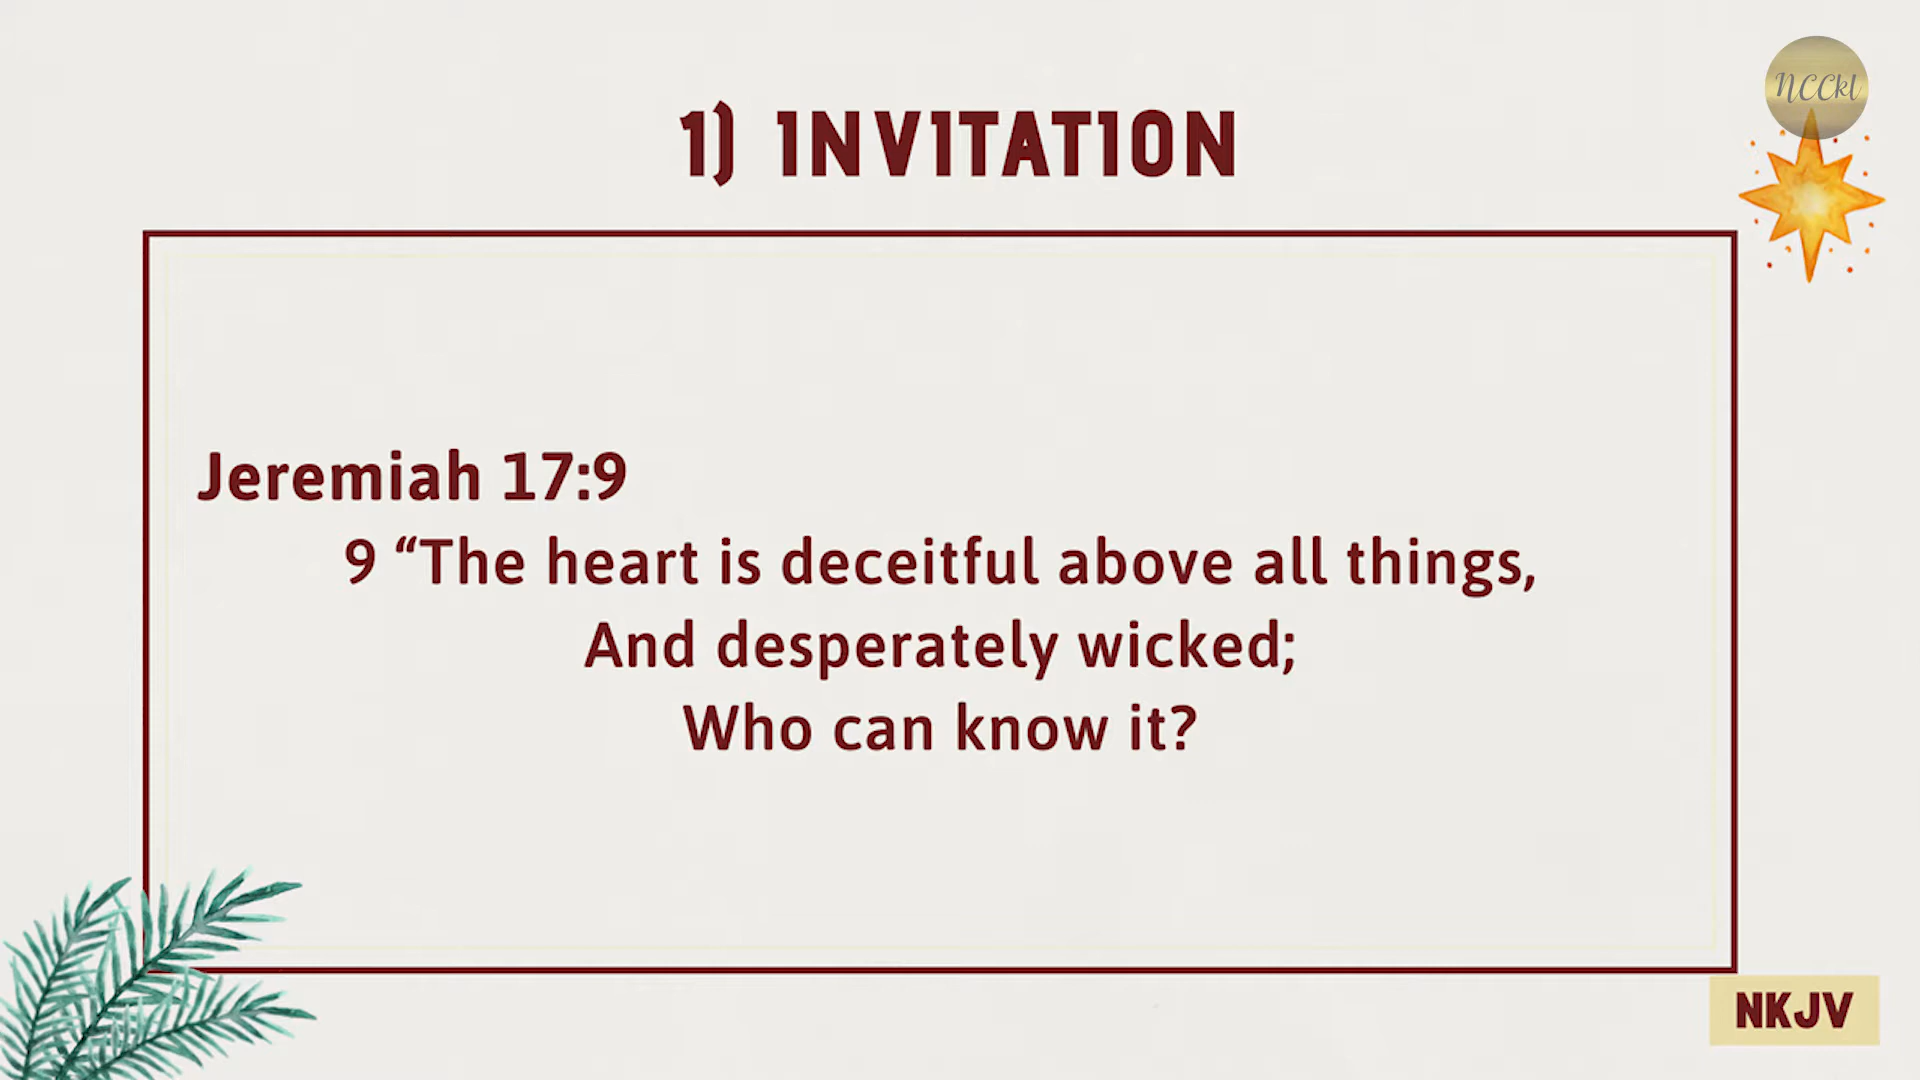 NCCkl
1) INVITATION
Jeremiah 17:9
9 “The heart is deceitful above all things,
And desperately wicked;
Who can know it?
NKJV